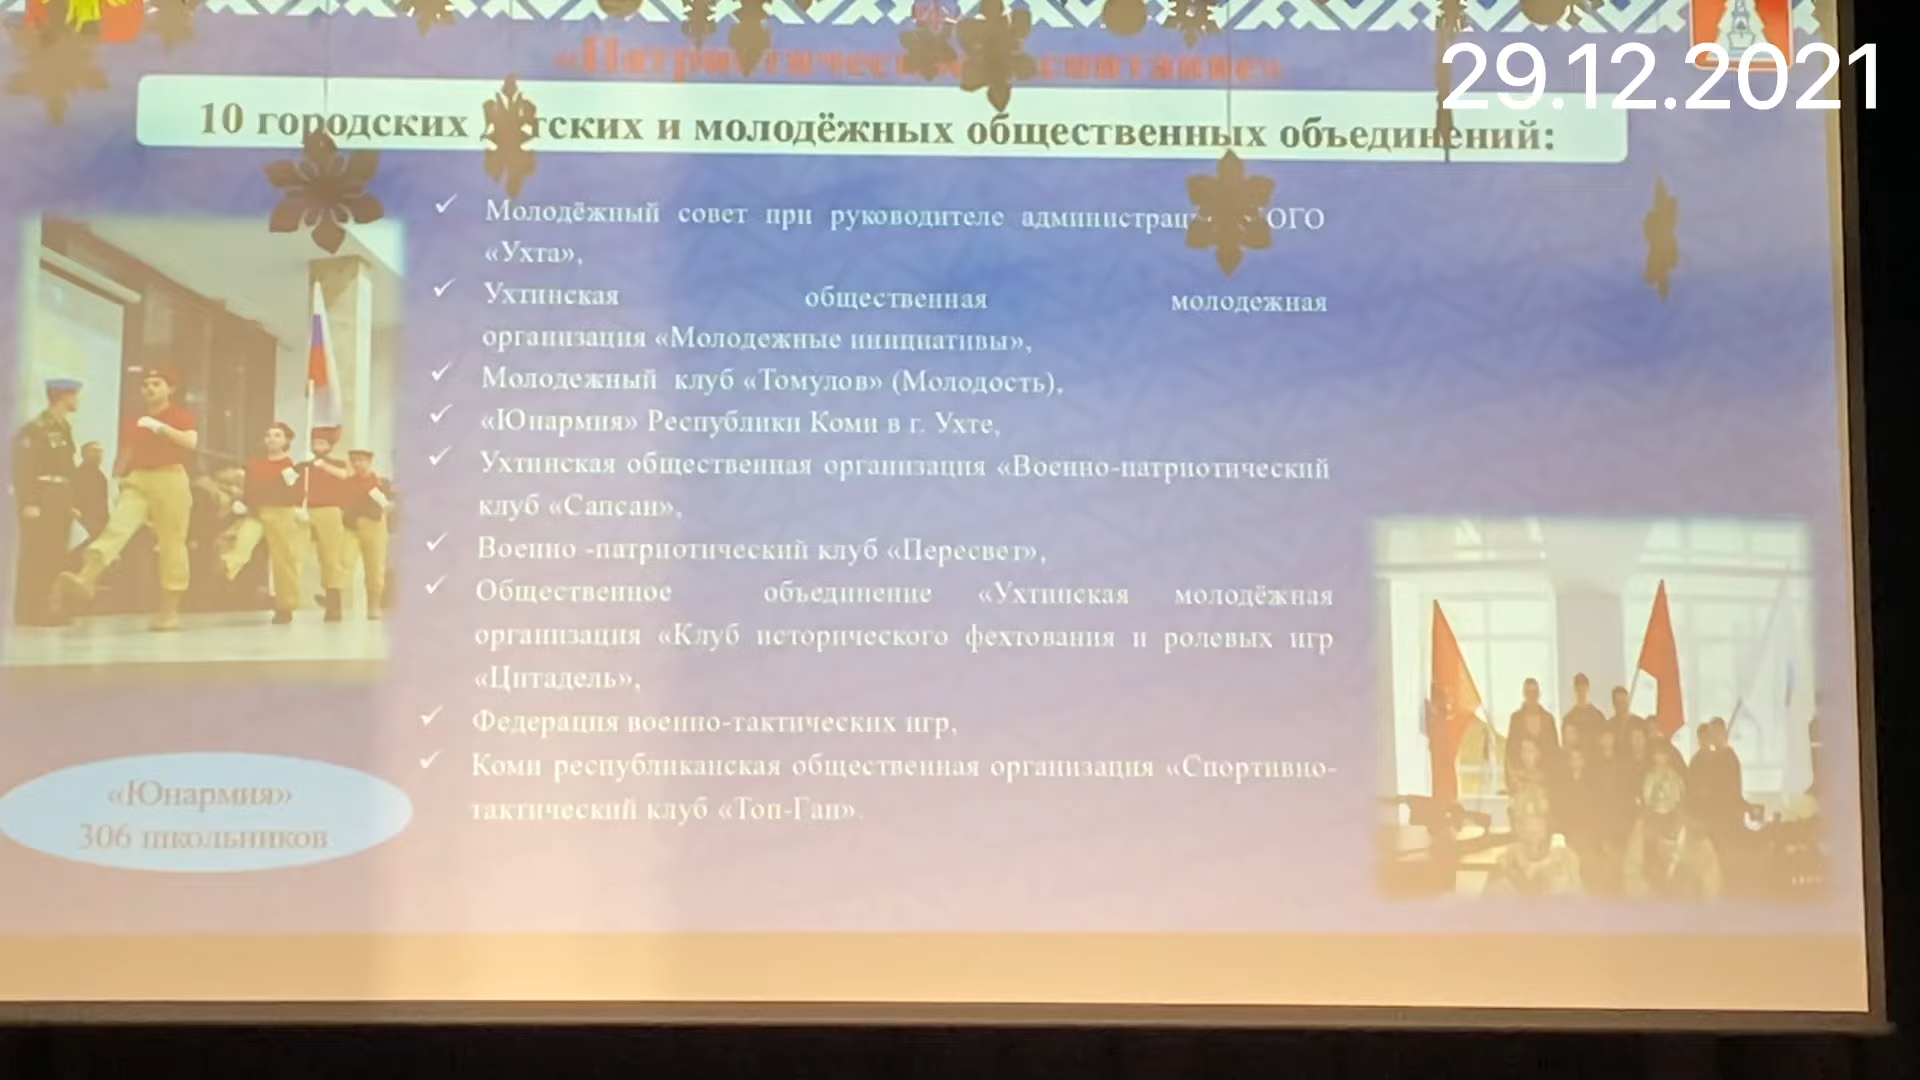 29.12.2021
10 городских и молодёжных общественных объединений:
Молодёжный совет при руководителе
«Ухта»,
Ухтинская общественная молодежная
организация «Молодежные инициативы»,
Молодежный клуб «Томулов» (Молодость),
«Юнармия» Республики Коми в г. Ухте,
Ухтинская общественная организация «Военно-патриотический
клуб «Сапсан»,
Военно -патриотический клуб «Пересвет»,
Общественное объединение «Ухтинская молодёжная
организация «Клуб исторического фехтования и ролевых игр
«Цитадель»,
Федерация военно-тактических игр,
Коми республиканская общественная организация «Спортивно-
тактический клуб «Топ-Ган».
«Юнармия»
306 школьников